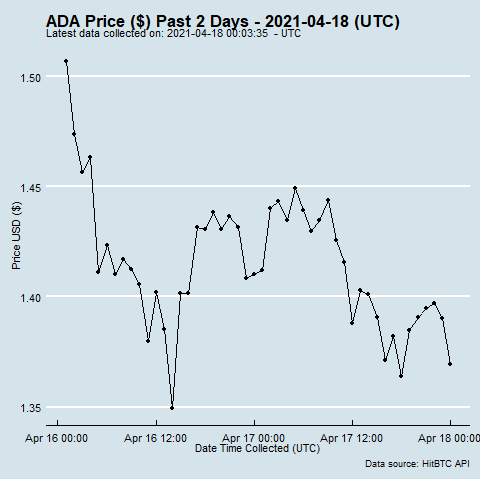 ADA Price ($) Past 2 Days - 2021-04-18 (UTC)
Latest data collected on: 2021-04-18 00:03:35 - UTC
1.50
1.45
1.40
1.35
Price USD ($)
Apr 16 00:00 Apr 16 12:00 Apr 17 00:00 Apr 17 12:00 Apr 18 00:00
Date Time Collected (UTC)
Data source: HitBTC API